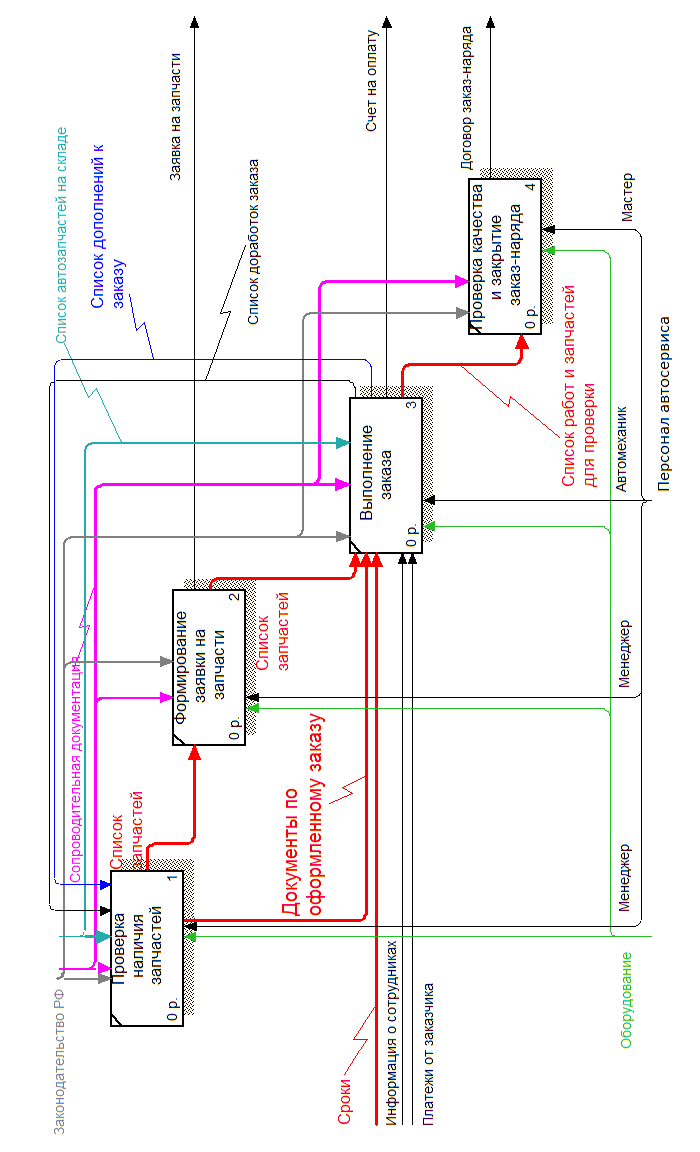 Законодательство РФ
Сопроводительная документация
Список автозапчастей на складе
Список дополнений к
заказу
Список доработок заказа
Заявка на запчасти
Счет на оплату
Договор заказ-наряда
Проверка
наличия
запчастей
0 р.
1
Список
запчастей
Формирование
заявки на
запчасти
0 р.
2
Список
запчастей
Документы по
оформленному заказу
Выполнение
заказа
0 р.
3
Список работ и запчастей
для проверки
Проверка качества
и закрытие
заказ-наряда
0 р.
4
Сроки
Информация о сотрудниках
Платежи от заказчика
Оборудование
Менеджер
Менеджер
Автомеханик
Мастер
Персонал автосервиса